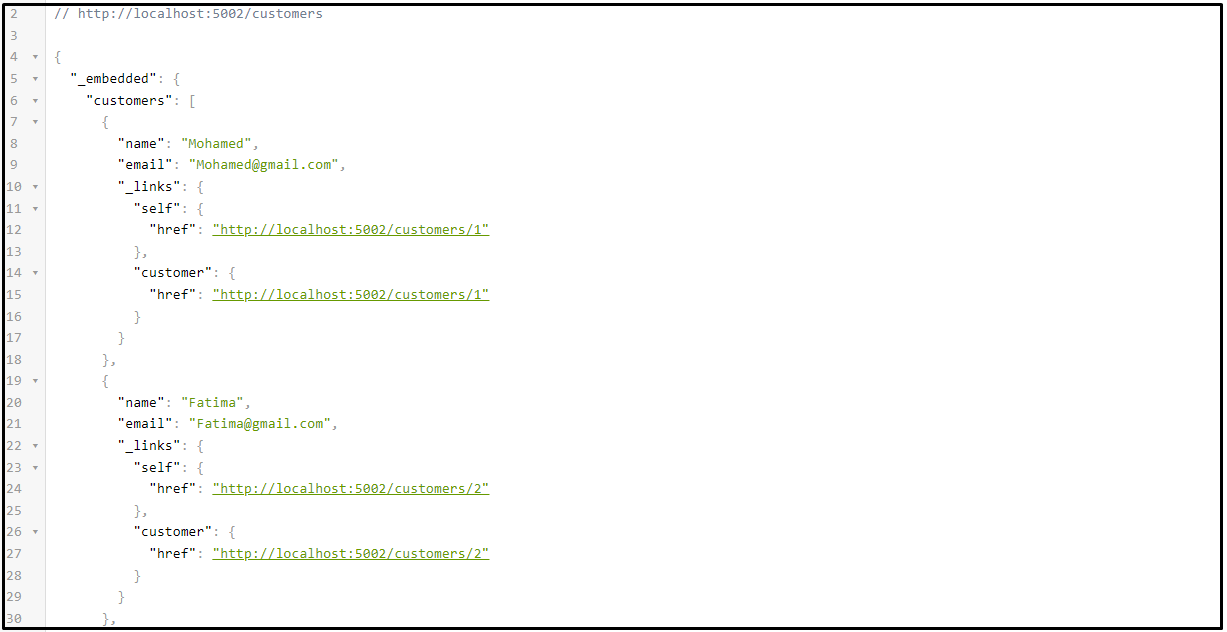 2 // http://localhost:5002/customers
3
4 {
5 "_embedded": {
6 "customers": [
7 {
8 "name": "Mohamed",
9 "email": "Mohamed@gmail.com",
10 "_links": {
11 "self": {
12 "href": "http://localhost:5002/customers/1"
13 },
14 "customer": {
15 "href": "http://localhost:5002/customers/1"
16 }
17 }
18 },
19 {
20 "name": "Fatima",
21 "email": "Fatima@gmail.com",
22 "_links": {
23 "self": {
24 "href": "http://localhost:5002/customers/2"
25 },
26 "customer": {
27 "href": "http://localhost:5002/customers/2"
28 }
29 }
30 },